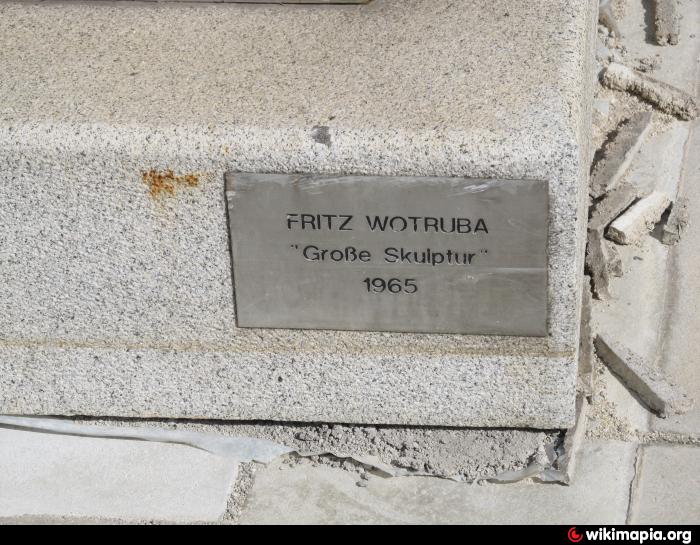 FRITZ WOTRUBA
"Große Skulptur"
1965
wikimapia.org